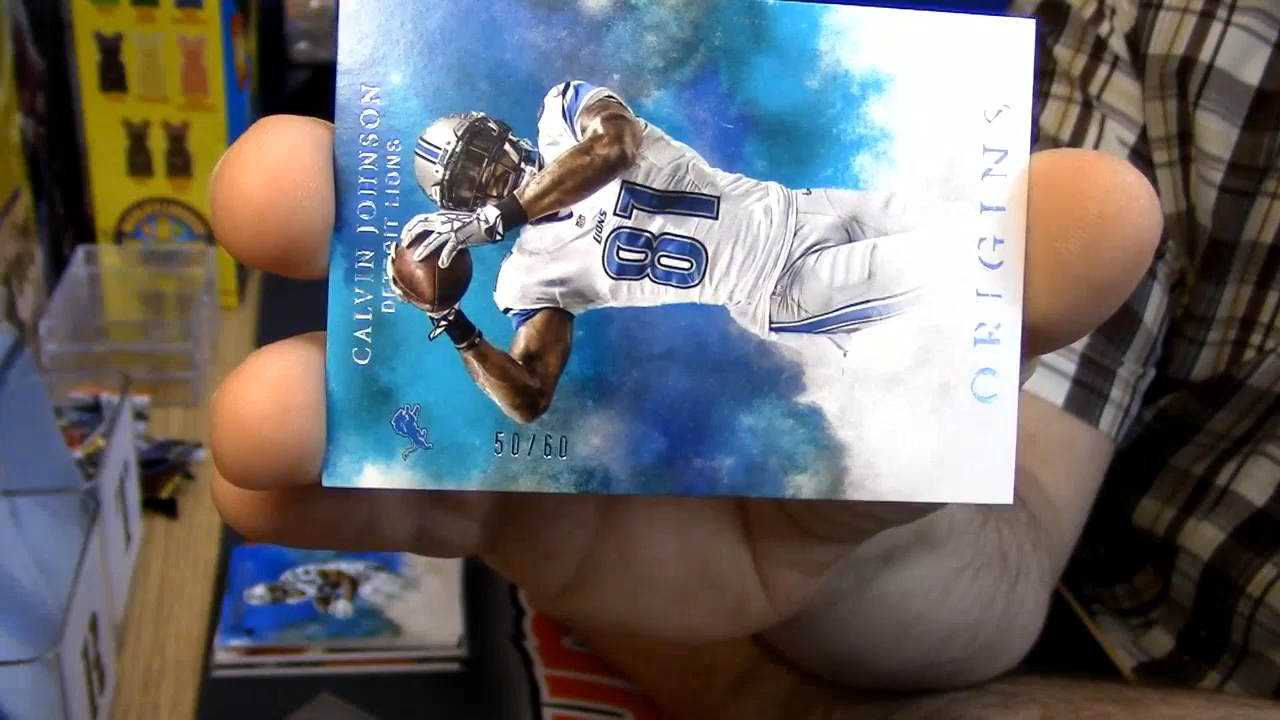 CALVIN JOHNSON
DETROIT LIONS
LIONS
81
50/60
ORIGINS